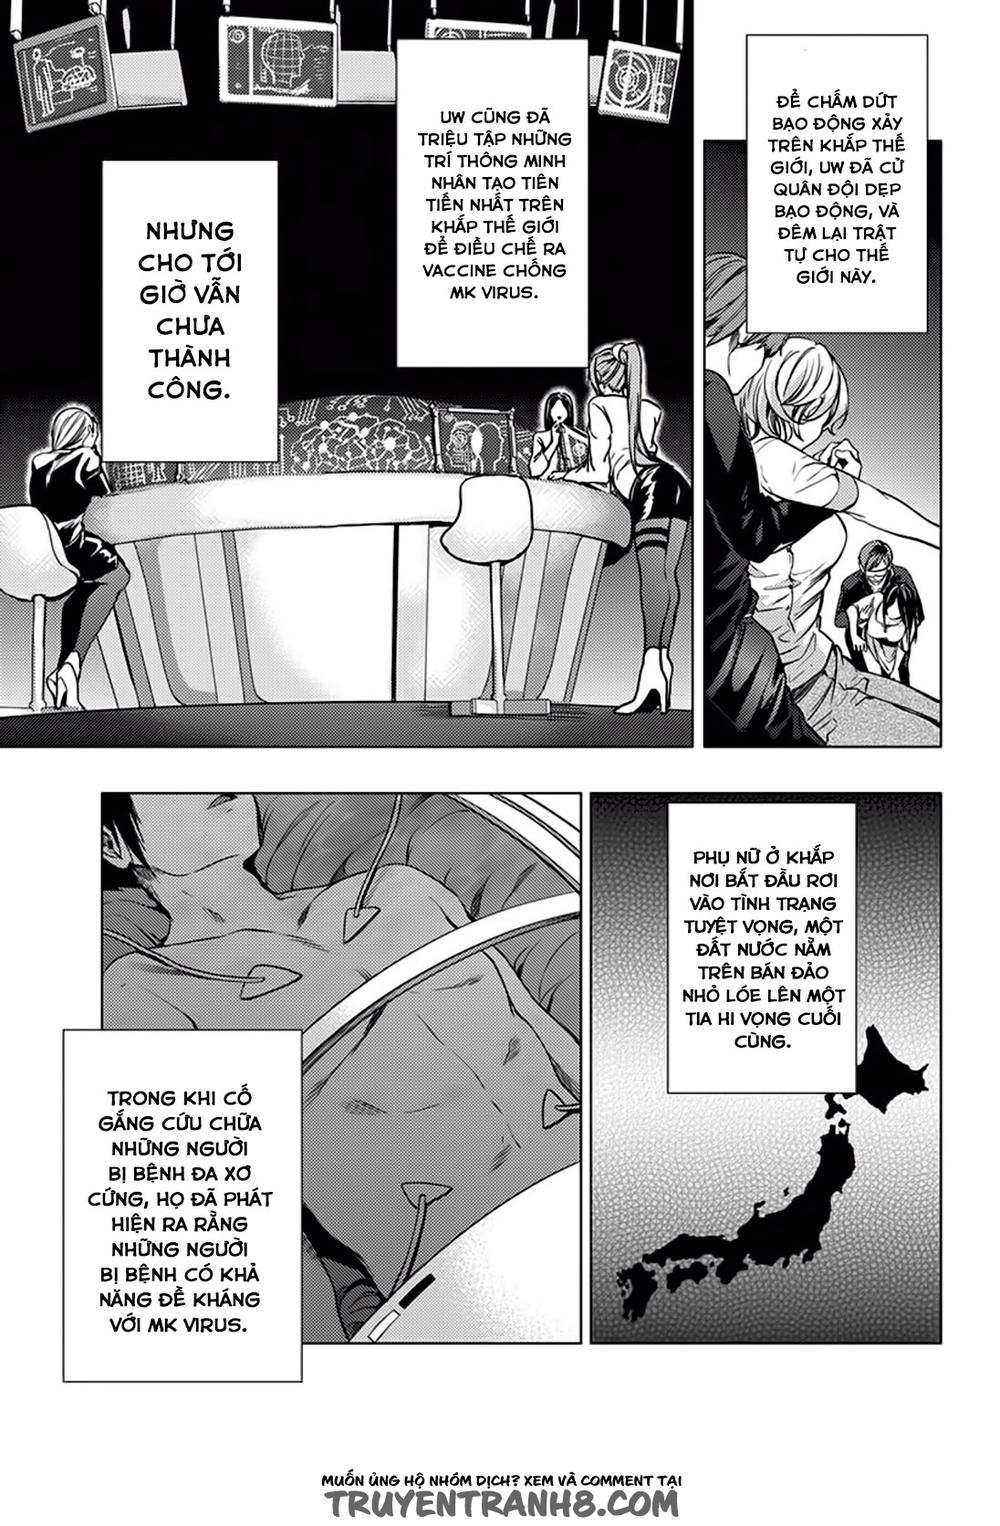 ĐỂ CHẤM DỨT
BẠO ĐỘNG XẢY
TRÊN KHẮP THẾ
GIỚI, UW ĐÃ CỬ
QUÂN ĐỘI DẸP
BẠO ĐỘNG, VÀ
ĐÊM LẠI TRẬT
TỰ CHO THẾ
GIỚI NÀY.
UW CŨNG ĐÃ
TRIỆU TẬP NHỮNG
TRÍ THÔNG MINH
NHÂN TẠO TIÊN
TIẾN NHẤT TRÊN
KHẮP THẾ GIỚI
ĐỂ ĐIỀU CHẾ RA
VACCINE CHỐNG
MK VIRUS.
NHƯNG
CHO TỚI
GIỜ VẪN
CHƯA
THÀNH
CÔNG.
PHỤ NỮ Ở KHẮP
NƠI BẮT ĐẦU RƠI
VÀO TÌNH TRẠNG
TUYỆT VỌNG, MỘT
ĐẤT NƯỚC NẰM
TRÊN BÁN ĐẢO
NHỎ LÓE LÊN MỘT
TIA HI VỌNG CUỐI
CÙNG.
TRONG KHI CỐ
GẮNG CỨU CHỮA
NHỮNG NGƯỜI
BỊ BỆNH ĐA XƠ
CỨNG, HỌ ĐÃ PHÁT
HIỆN RA RẰNG
NHỮNG NGƯỜI
BỊ BỆNH CÓ KHẢ
NĂNG ĐỀ KHÁNG
VỚI MK VIRUS.
MUỐN ỦNG HỘ NHÓM DỊCH? XEM VÀ COMMENT TẠI
TRUYENTRANH8.COM